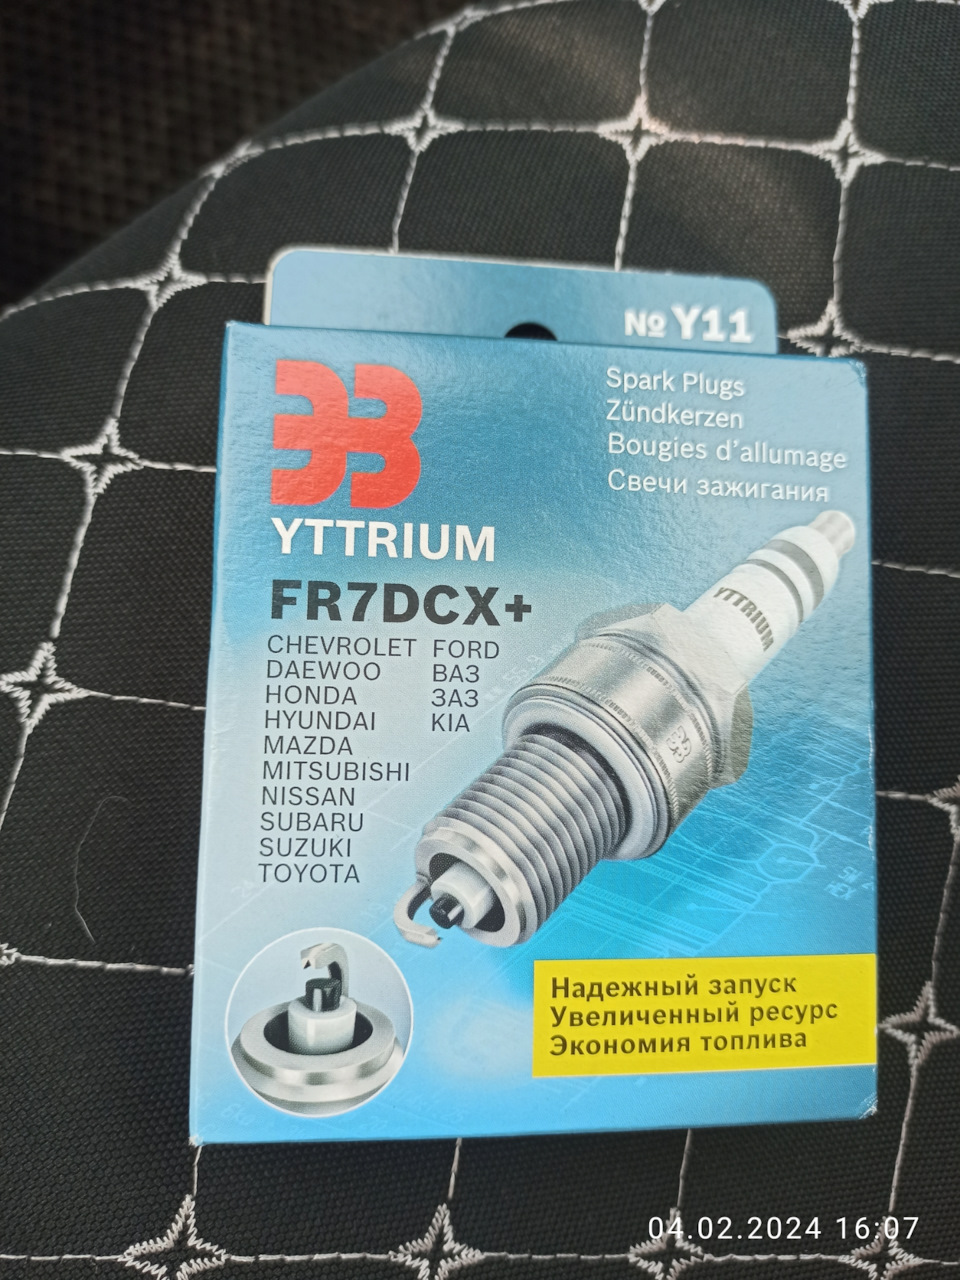 № Y11
Spark Plugs
Zündkerzen
Bougies d'allumage
Свечи зажигания
YTTRIUM
FR7DCX+
CHEVROLET FORD
DAEWOO ВАЗ
HONDA ЗАЗ
HYUNDAI KIA
MAZDA
MITSUBISHI
NISSAN
SUBARU
SUZUKI
TOYOTA
YTTRIUM
Надежный запуск
Увеличенный ресурс
Экономия топлива
04.02.2024 16:07